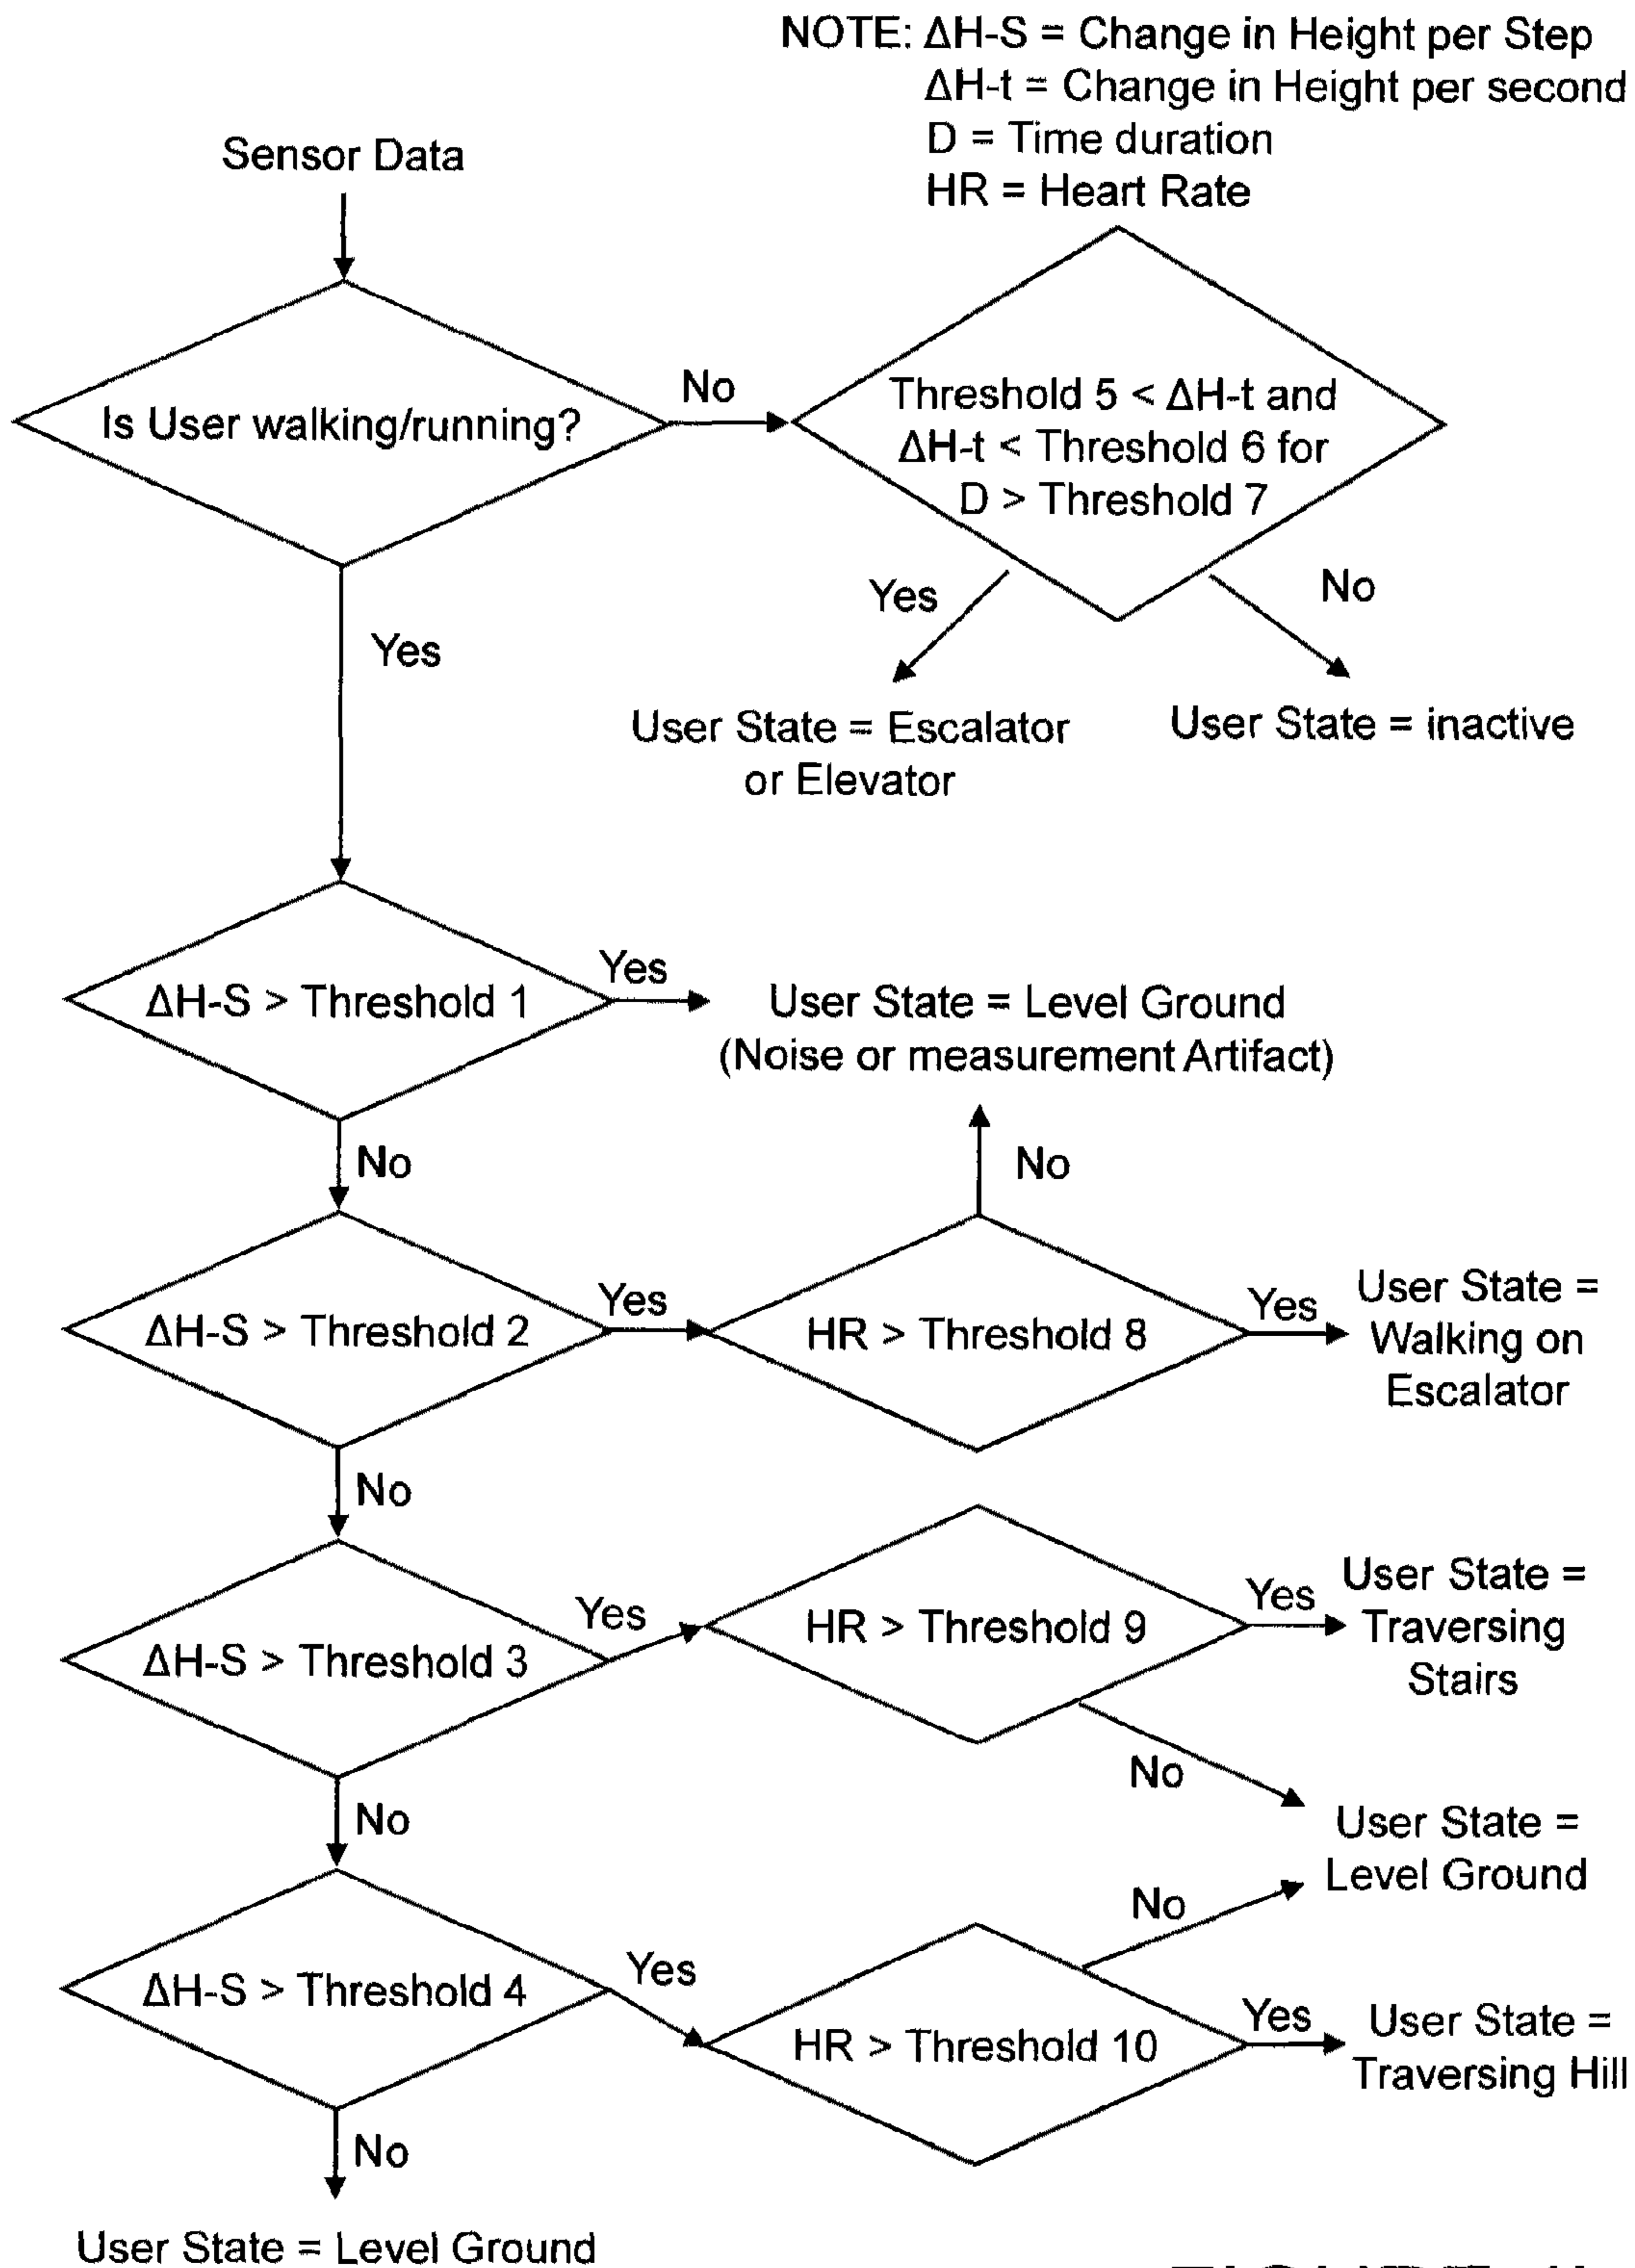 NOTE: ΔH-S = Change in Height per Step
ΔH-t = Change in Height per second
D = Time duration
HR = Heart Rate
Sensor Data
Is User walking/running?
No
Threshold 5 < ΔH-t and
ΔH-t < Threshold 6 for
D > Threshold 7
Yes
No
User State = Escalator
or Elevator
User State = inactive
Yes
ΔH-S > Threshold 1
Yes
User State = Level Ground
(Noise or measurement Artifact)
No
No
ΔH-S > Threshold 2
Yes
HR > Threshold 8
Yes
User State =
Walking on
Escalator
No
ΔH-S > Threshold 3
Yes
HR > Threshold 9
Yes
User State =
Traversing
Stairs
No
No
User State =
Level Ground
No
ΔH-S > Threshold 4
Yes
HR > Threshold 10
Yes
User State =
Traversing Hill
No
User State = Level Ground